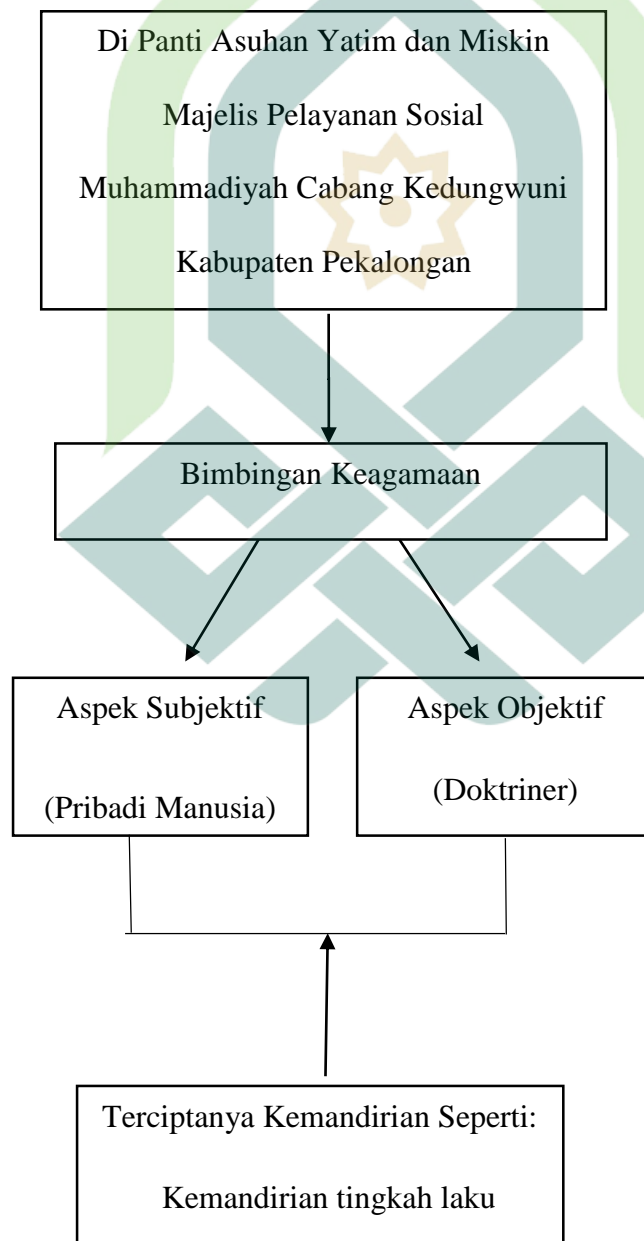 Di Panti Asuhan Yatim dan Miskin
Majelis Pelayanan Sosial
Muhammadiyah Cabang Kedungwuni
Kabupaten Pekalongan
Bimbingan Keagamaan
Aspek Subjektif
(Pribadi Manusia)
Aspek Objektif
(Doktriner)
Terciptanya Kemandirian Seperti:
Kemandirian tingkah laku